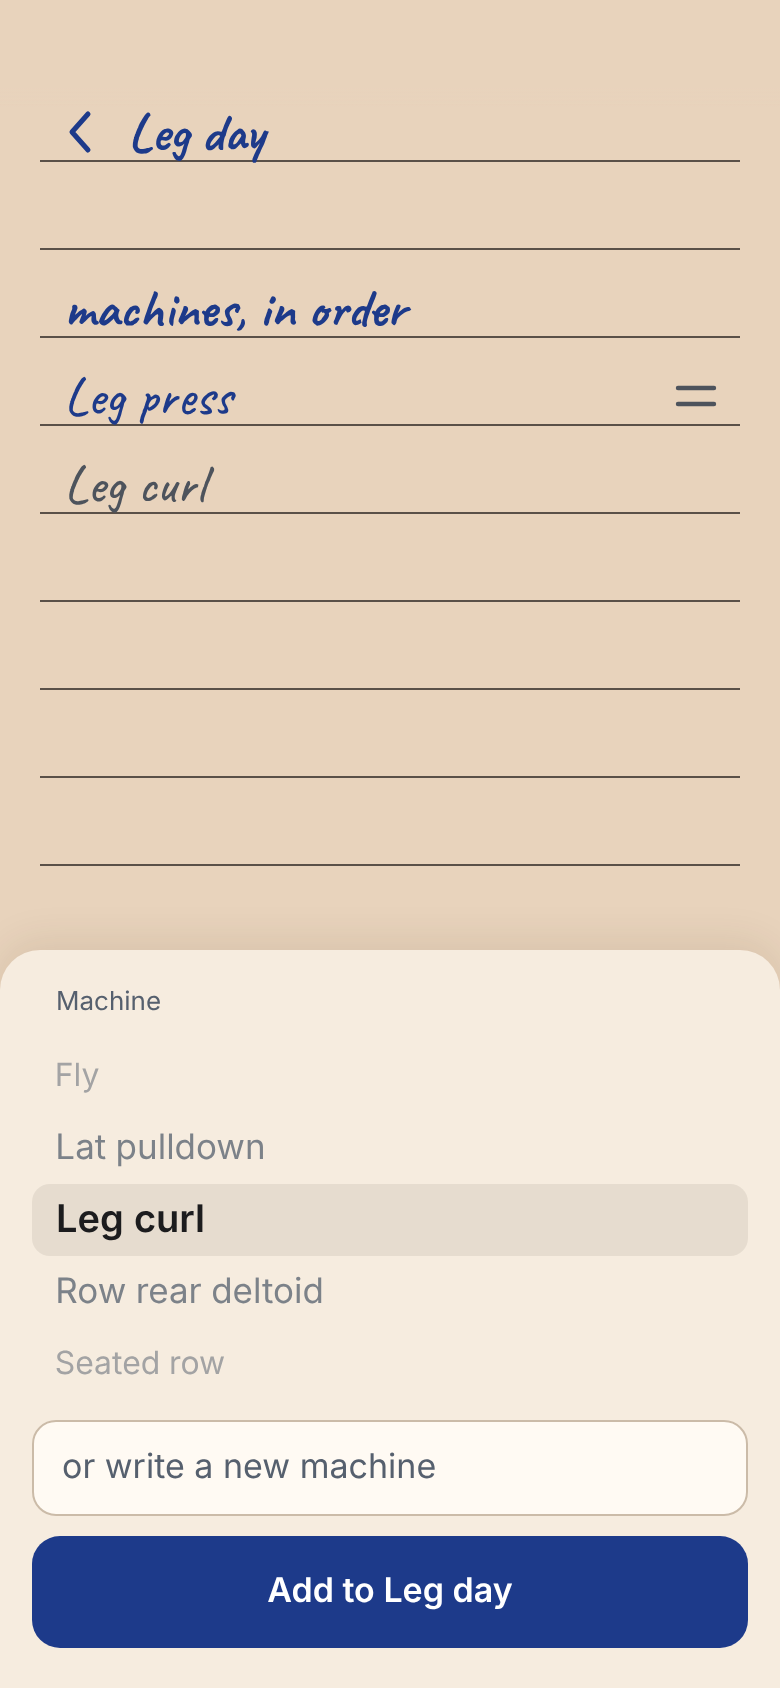 Leg day
machines, in order
Leg press
Leg curl
Machine
Fly
Lat pulldown
Leg curl
Row rear deltoid
Seated row
or write a new machine
Add to Leg day